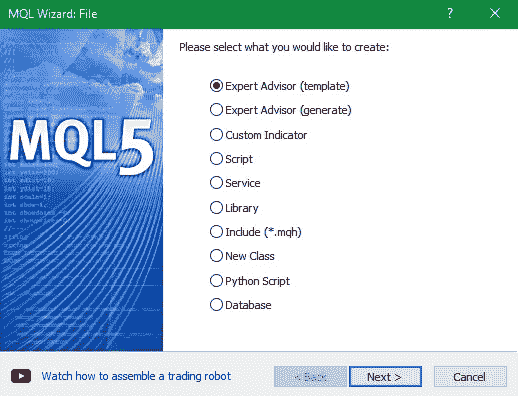 MQL Wizard: File
?
Please select what you would like to create:
Expert Advisor (template)
Expert Advisor (generate)
Custom Indicator
Script
Service
Library
Include (*.mqh)
New Class
Python Script
Database
MQL5
Watch how to assemble a trading robot
< Back
Next >
Cancel